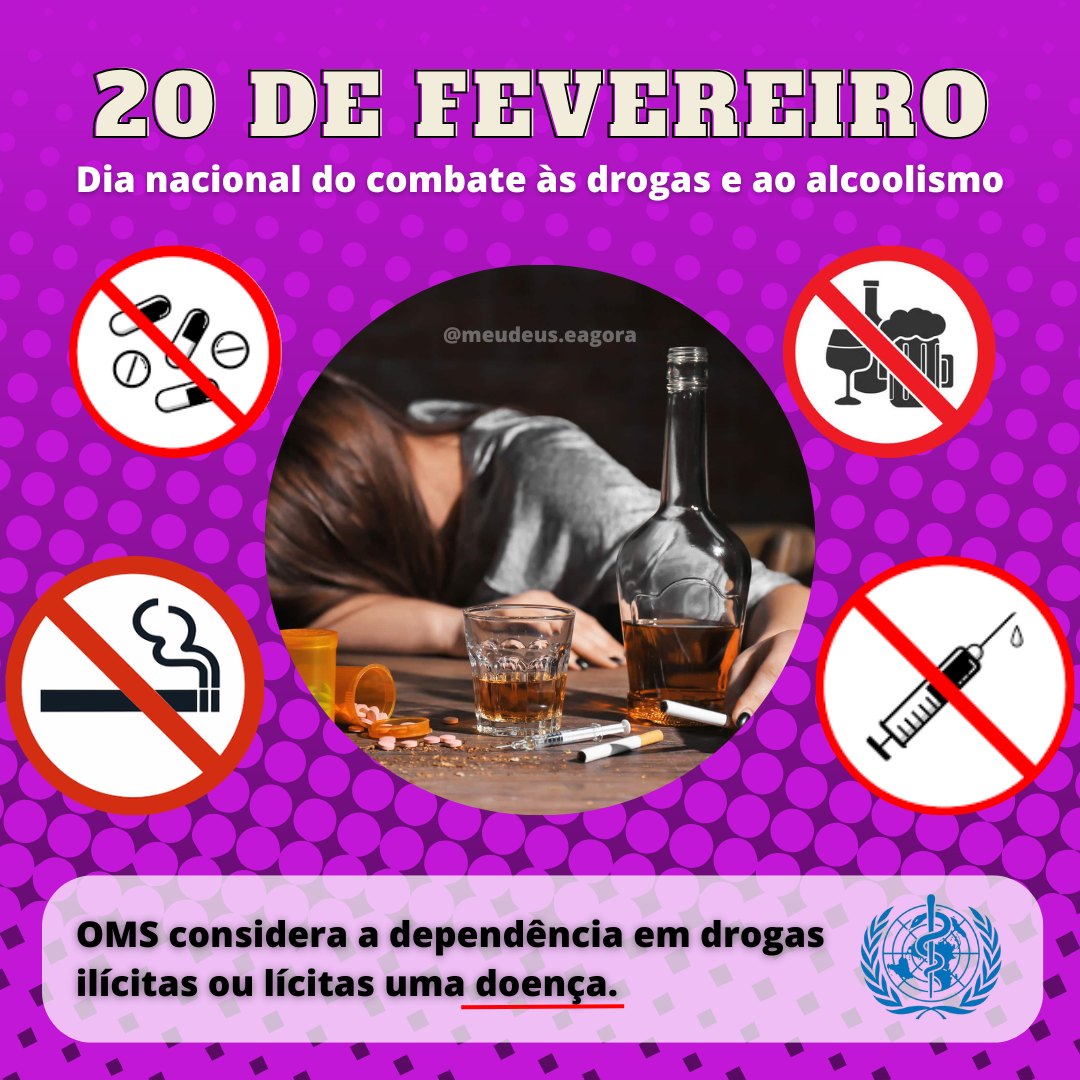 20 DE FEVEREIRO
Dia nacional do combate às drogas e ao alcoolismo
@meudeus.eagora
OMS considera a dependência em drogas
ilícitas ou lícitas uma doença.